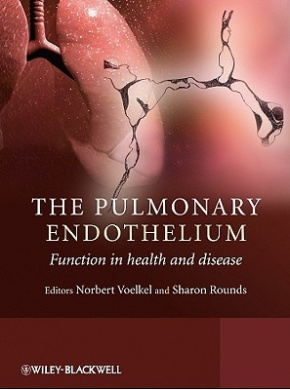 THE PULMONARY
ENDOTHELIUM
Function in health and disease
Editors Norbert Voelkel and Sharon Rounds
WILEY-BLACKWELL